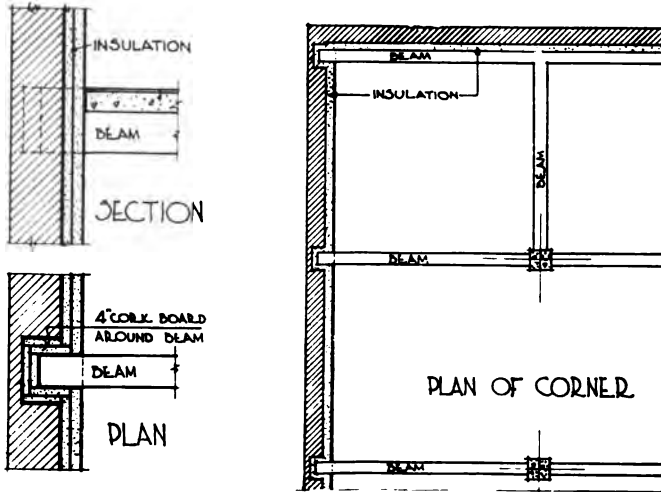 INSULATION
BEAM
SECTION
4" CORK BOARD
AROUND BEAM
BEAM
PLAN
BEAM
INSULATION
BEAM
BEAM
PLAN OF CORNER
BEAM